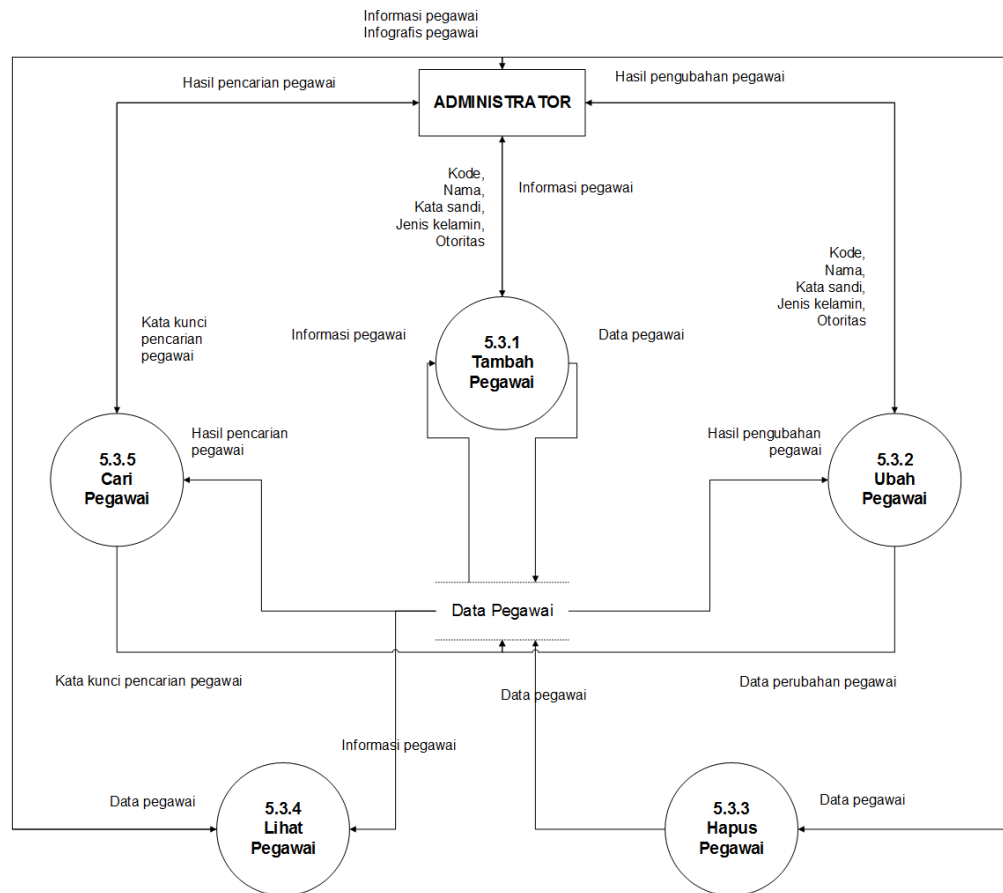 Informasi pegawai
Infografis pegawai
Hasil pencarian pegawai
Hasil pengubahan pegawai
ADMINISTRATOR
Kode,
Nama,
Kata sandi,
Jenis kelamin,
Otoritas
Informasi pegawai
Kode,
Nama,
Kata sandi,
Jenis kelamin,
Otoritas
Kata kunci
pencarian
pegawai
Informasi pegawai
5.3.1
Tambah
Pegawai
Data pegawai
Hasil pencarian
pegawai
Hasil pengubahan
pegawai
5.3.5
Cari
Pegawai
5.3.2
Ubah
Pegawai
Data Pegawai
Kata kunci pencarian pegawai
Data pegawai
Data perubahan pegawai
Informasi pegawai
Data pegawai
5.3.4
Lihat
Pegawai
5.3.3
Hapus
Pegawai
Data pegawai